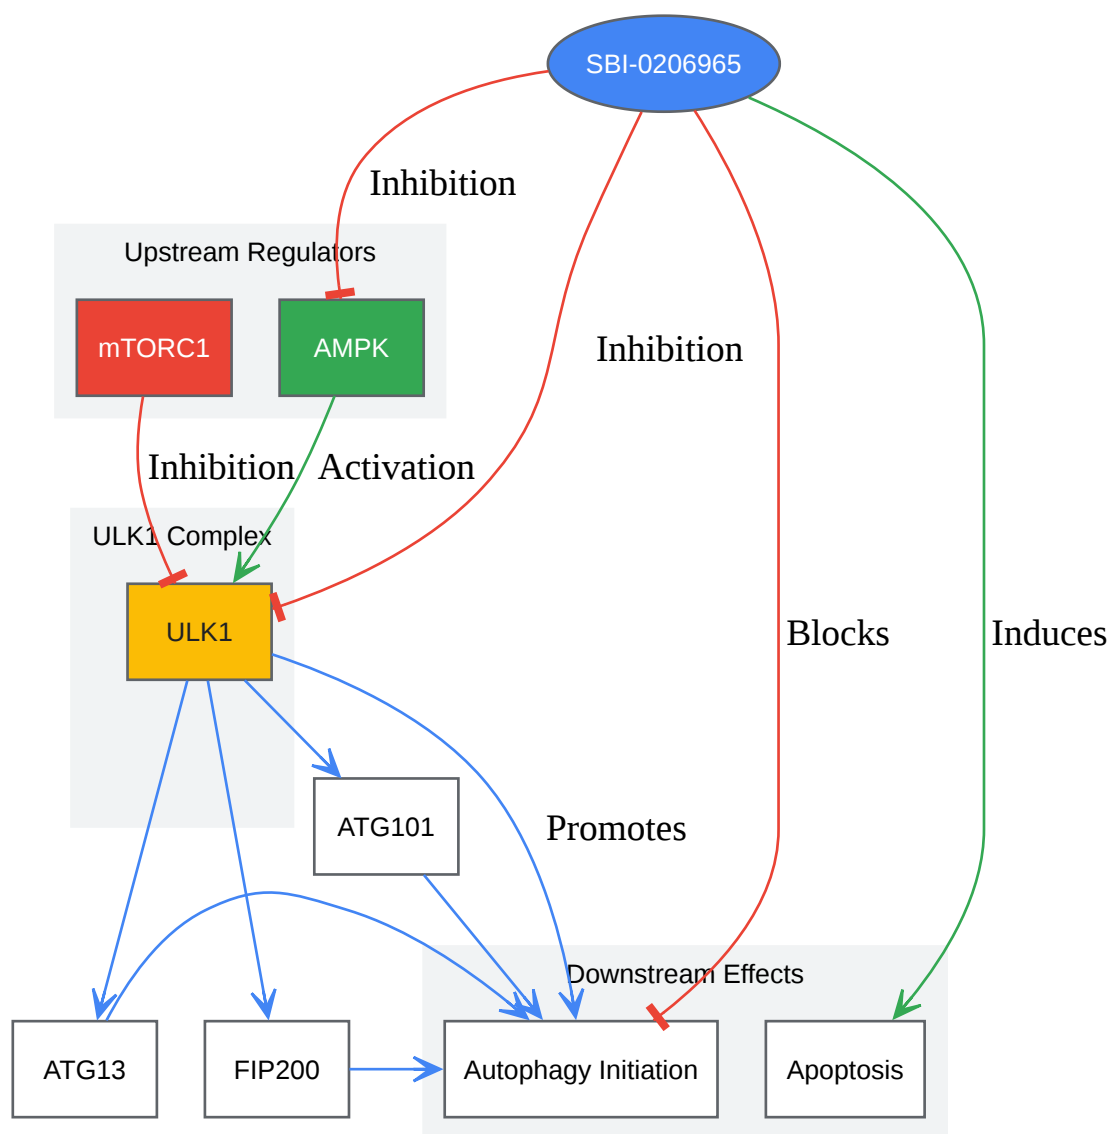 SBI-0206965
Inhibition
Upstream Regulators
mTORC1
AMPK
Inhibition
Inhibition
Activation
ULK1 Complex
ULK1
Blocks
Induces
ATG101
Promotes
Downstream Effects
ATG13
FIP200
Autophagy Initiation
Apoptosis